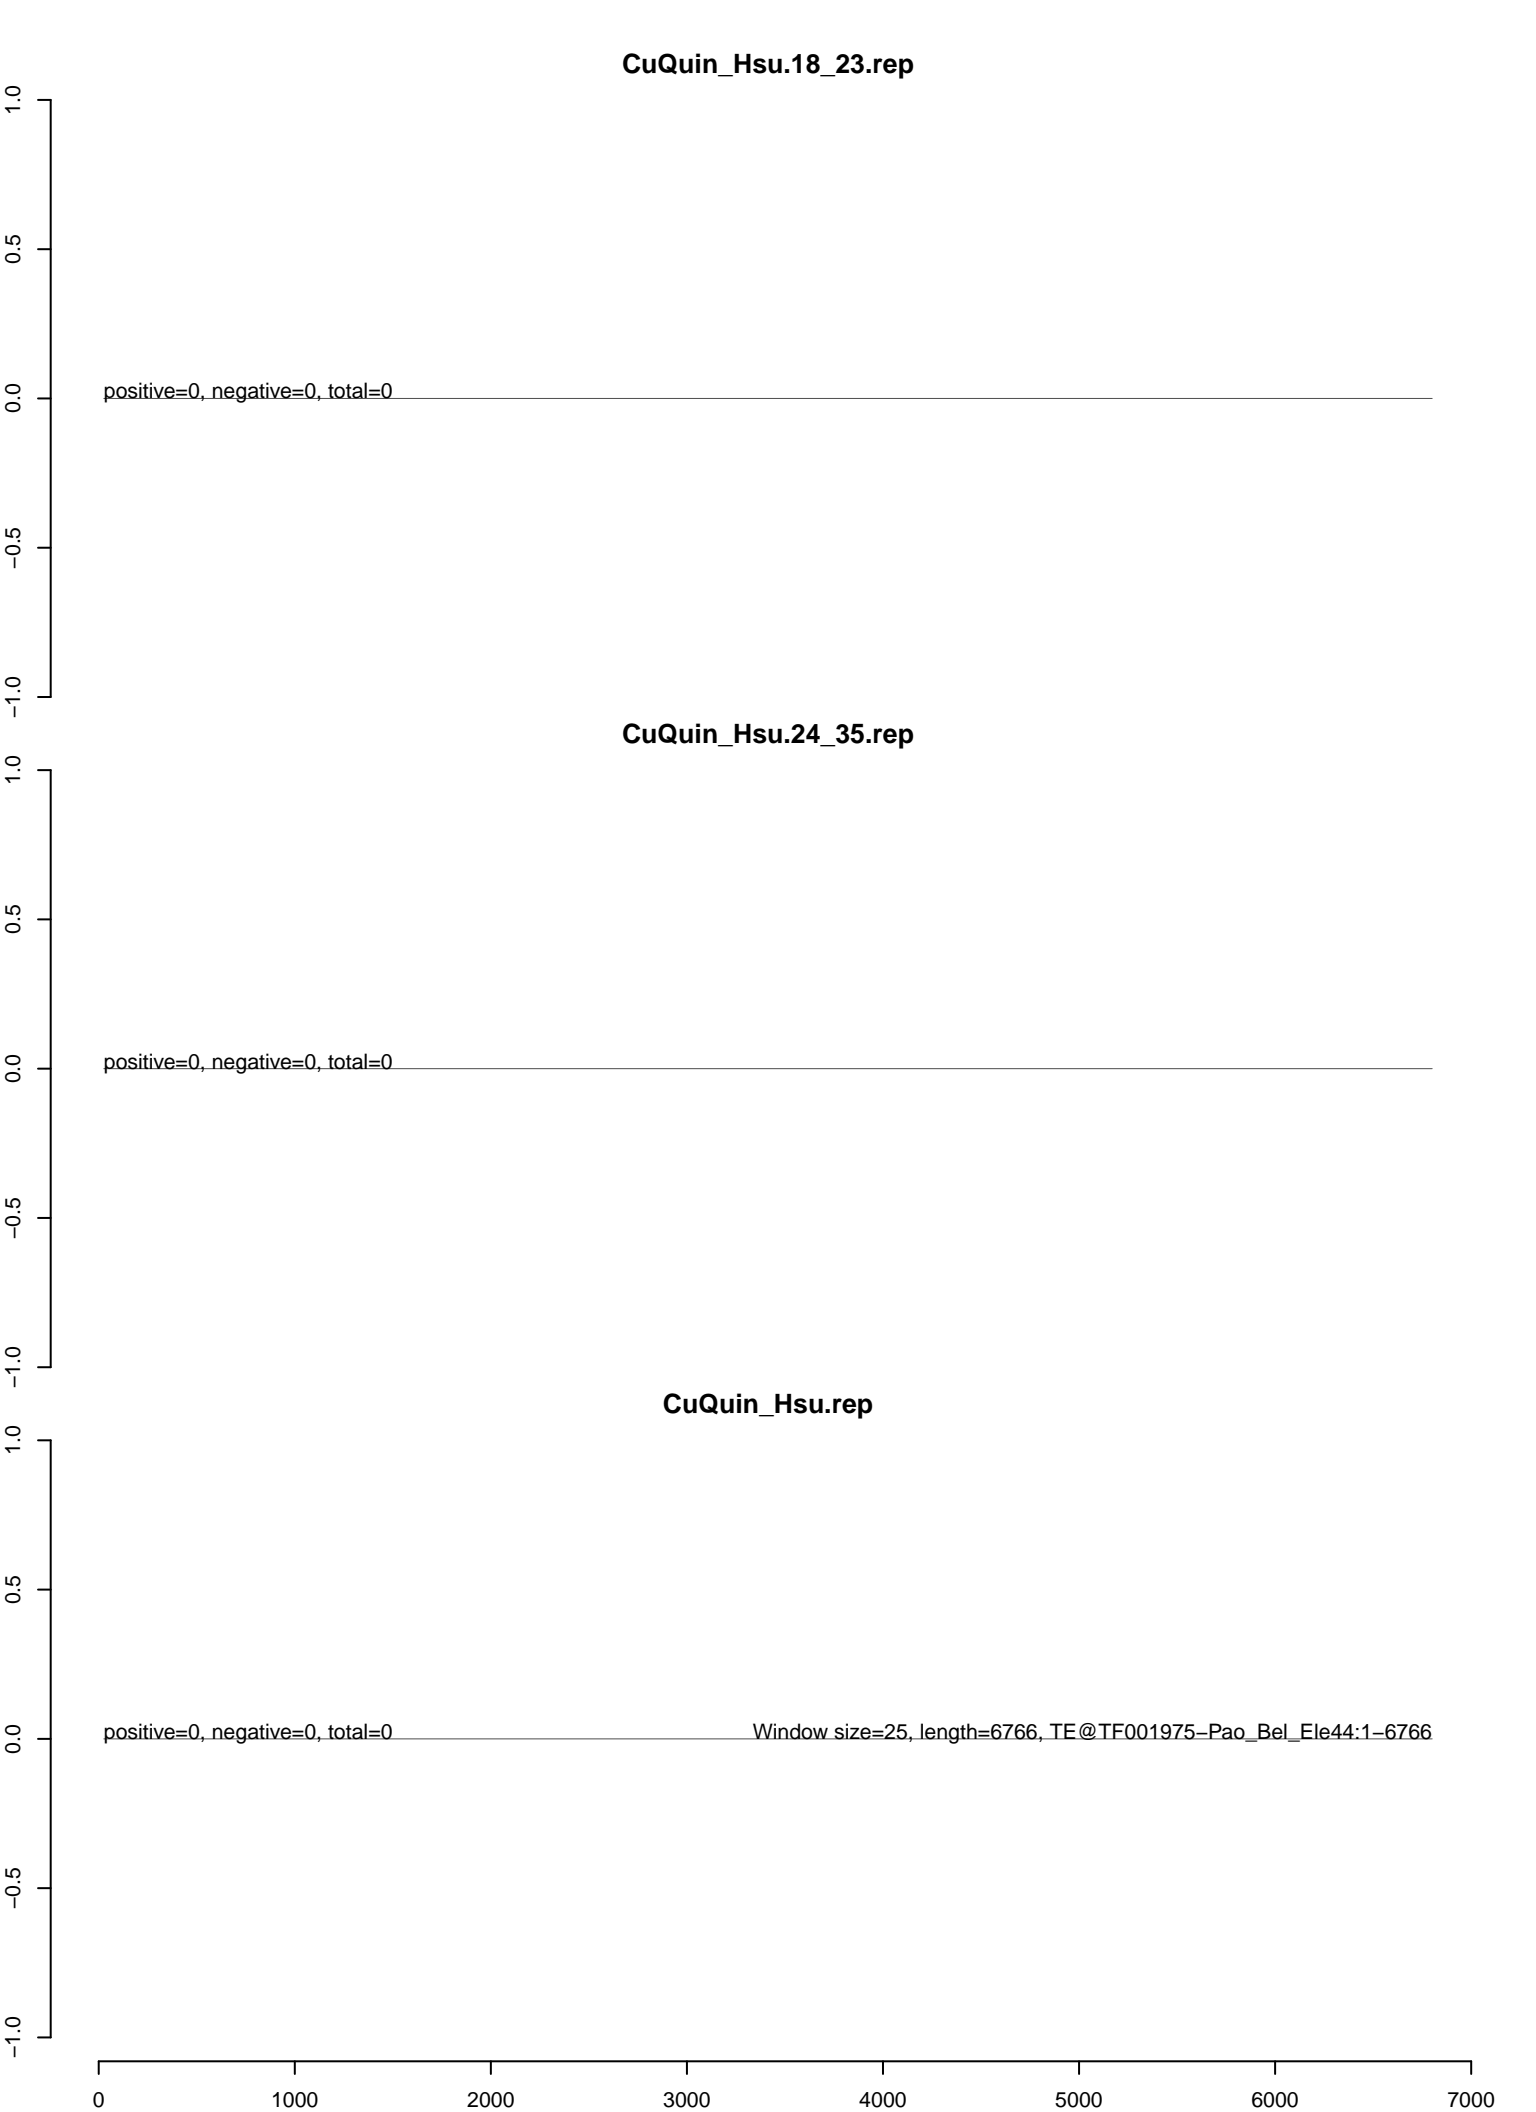 CuQuin_Hsu.18_23.rep
1.0
0.5
0.0
−0.5
−1.0
positive=0, negative=0, total=0
CuQuin_Hsu.24_35.rep
1.0
0.5
0.0
−0.5
−1.0
positive=0, negative=0, total=0
CuQuin_Hsu.rep
1.0
0.5
0.0
−0.5
−1.0
positive=0, negative=0, total=0
Window size=25, length=6766, TE@TF001975−Pao_Bel_Ele44:1−6766
0 1000 2000 3000 4000 5000 6000 7000